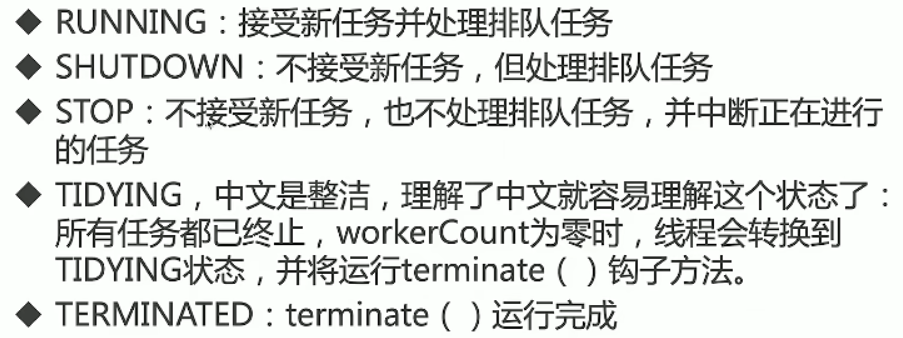 ◆ RUNNING：接受新任务并处理排队任务
◆ SHUTDOWN：不接受新任务，但处理排队任务
◆ STOP：不接受新任务，也不处理排队任务，并中断正在进行
的任务
◆ TIDYING，中文是整洁，理解了中文就容易理解这个状态了：
所有任务都已终止，workerCount为零时，线程会转换到
TIDYING状态，并将运行terminate（ ）钩子方法。
◆ TERMINATED：terminate（ ）运行完成